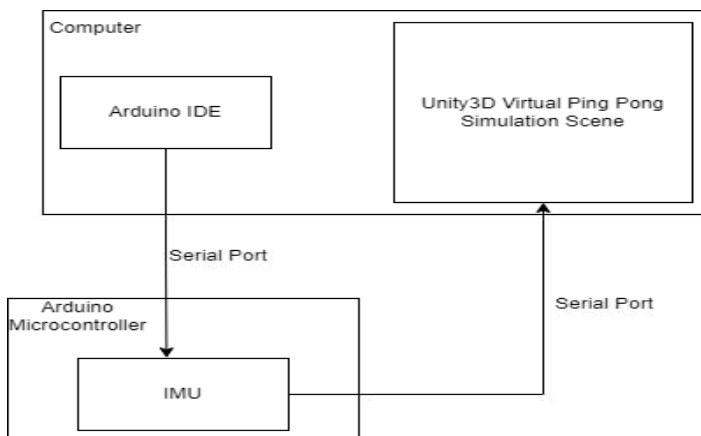 Computer
Arduino IDE
Unity3D Virtual Ping Pong
Simulation Scene
Serial Port
Serial Port
Arduino
Microcontroller
IMU